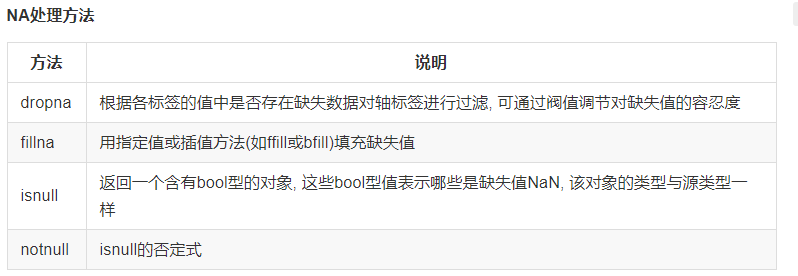 NA处理方法
方法 说明
dropna 根据各标签的值中是否存在缺失数据对轴标签进行过滤, 可通过阀值调节对缺失值的容忍度
fillna 用指定值或插值方法(如ffill或bfill)填充缺失值
isnull 返回一个含有bool型的对象, 这些bool型值表示哪些是缺失值NaN, 该对象的类型与源类型一
样
notnull isnull的否定式